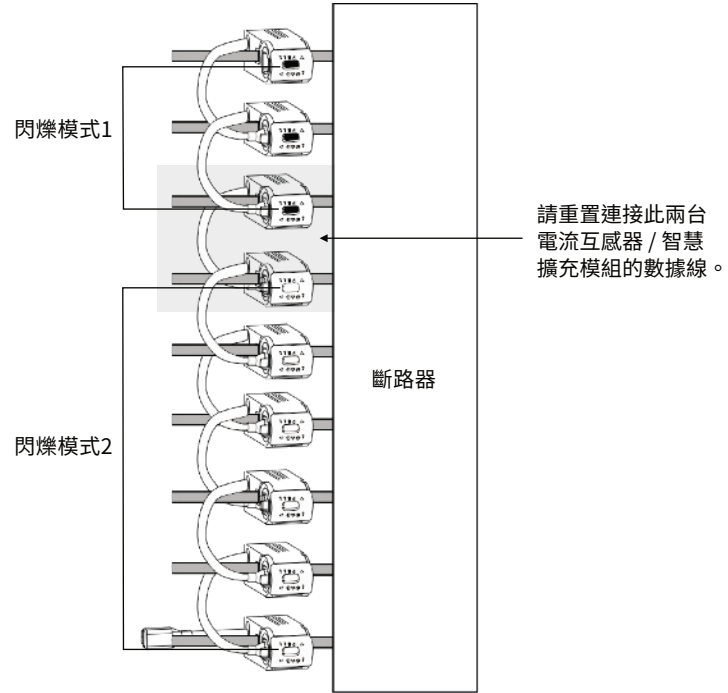 閃爍模式1
請重置連接此兩台
電流互感器 / 智慧
擴充模組的數據線。
斷路器
閃爍模式2